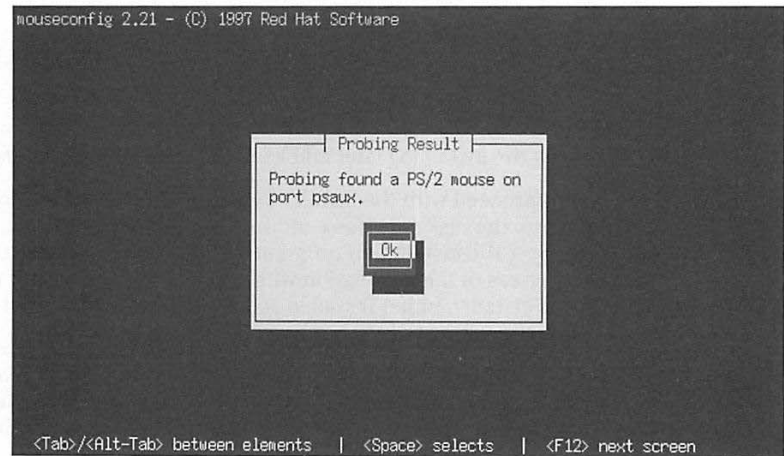 mouseconfig 2.21 - (C) 1997 Red Hat Software
Probing Result
Probing found a PS/2 mouse on
port psaux.
Ok
<Tab>/<Alt-Tab> between elements | <Space> selects | <F12> next screen